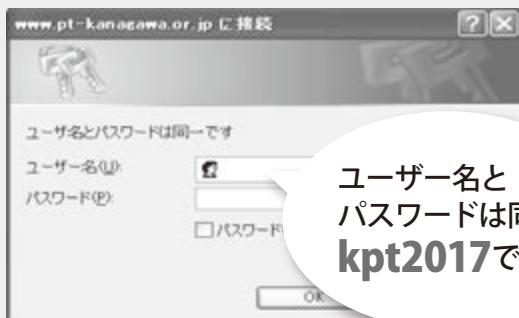 www.pt-kanagawa.or.jp に接続
ユーザ名とパスワードは同一です
ユーザー名(U):
パスワード(P):
パスワード
OK
ユーザー名と
パスワードは同
kpt2017で